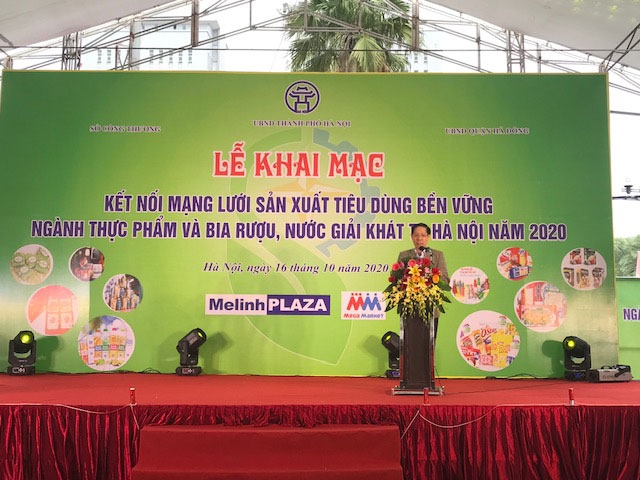 UBND THÀNH PHỐ HÀ NỘI
SỞ CÔNG THƯƠNG
UBND QUẬN HÀ ĐÔNG
LỄ KHAI MẠC
KẾT NỐI MẠNG LƯỚI SẢN XUẤT TIÊU DÙNG BỀN VỮNG
NGÀNH THỰC PHẨM VÀ BIA RƯỢU, NƯỚC GIẢI KHÁT HÀ NỘI NĂM 2020
Hà Nội, ngày 16 tháng 10 năm 2020
Melinh PLAZA
MEGA MARKET